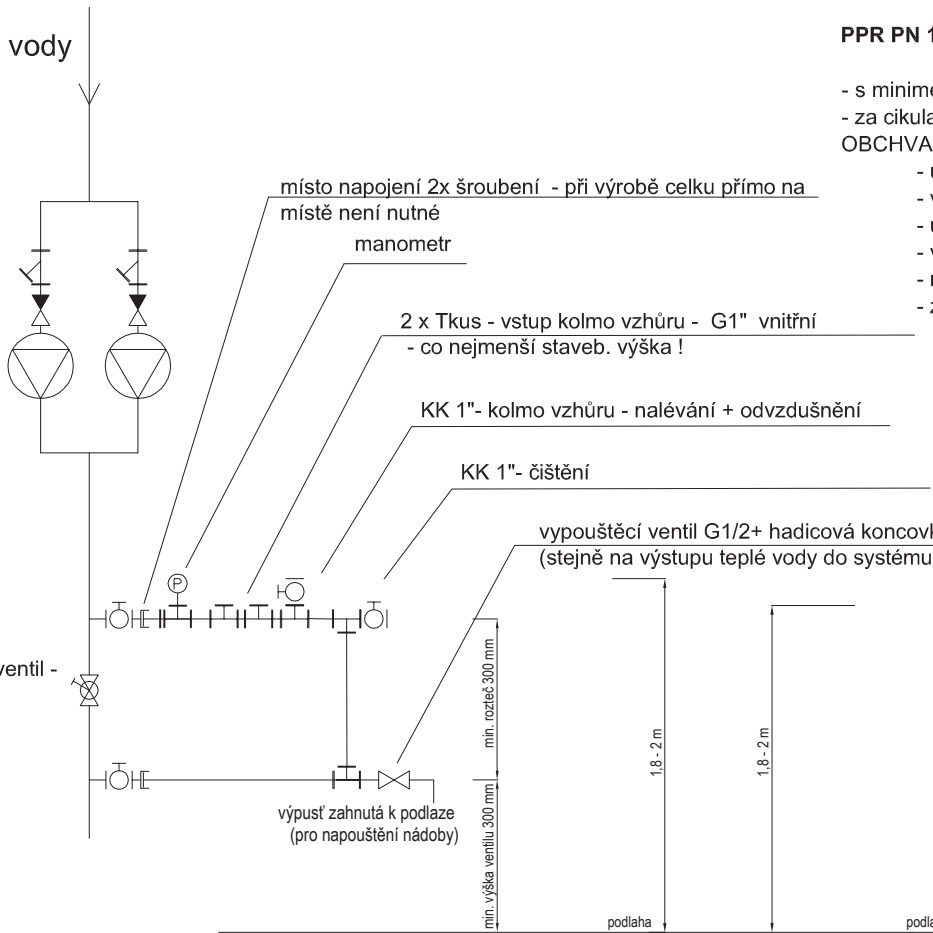 vody
PPR PN 1
- s minim
- za cikula
OBCHVA
místo napojení 2x šroubení - při výrobě celku přímo na
místě není nutné
manometr
2 x Tkus - vstup kolmo vzhůru - G1" vnitřní
- co nejmenší staveb. výška !
KK 1"- kolmo vzhůru - nalévání + odvzdušnění
KK 1"- čištění
vypouštěcí ventil G1/2+ hadicová koncovk
(stejně na výstupu teplé vody do systému
P
ventil -
min. rozteč 300 mm
1,8 - 2 m
1,8 - 2 m
výpusť zahnutá k podlaze
(pro napouštění nádoby)
min. výška ventilu 300 mm
podlaha
podla